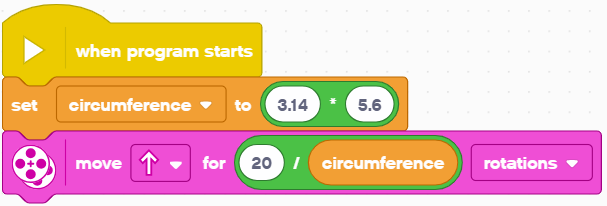 when program starts
set circumference to 3.14 * 5.6
move for 20 / circumference rotations